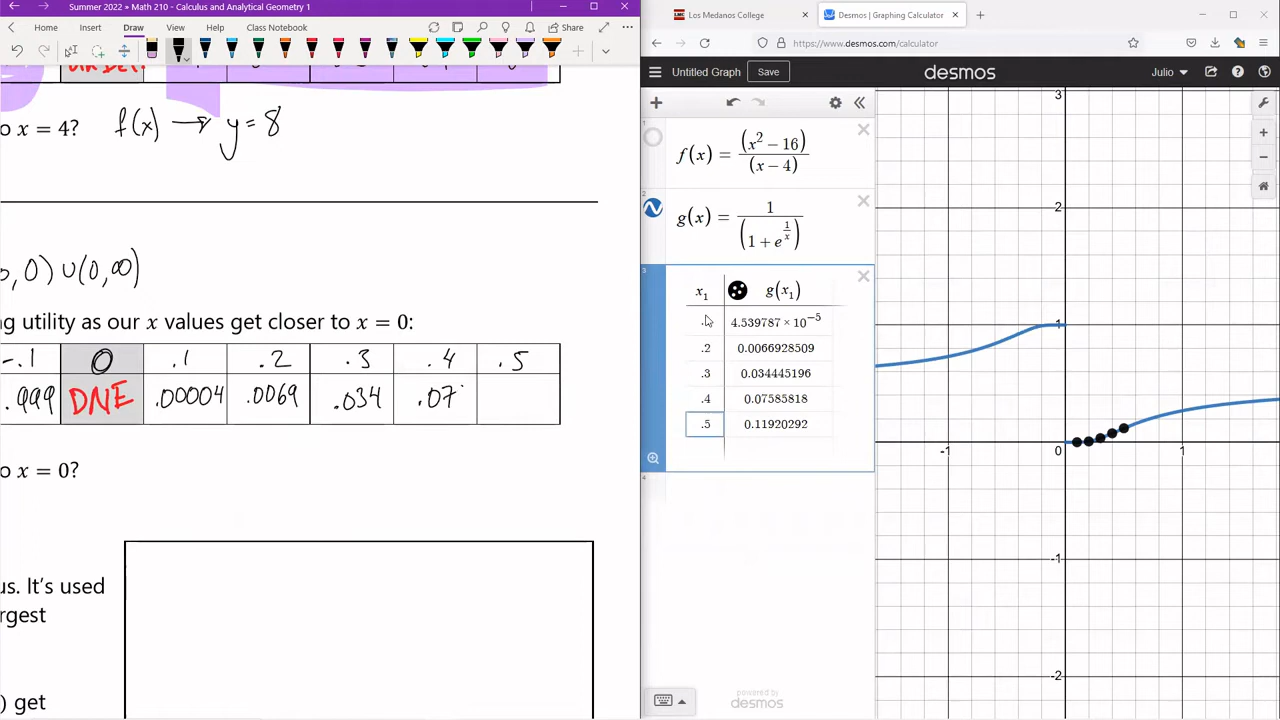 Summer 2022 » Math 210 - Calculus and Analytical Geometry 1
Home Insert Draw View Class Notebook Share
o x = 4? f(x) → y = 8
, 0) ∪ (0, ∞)
ng utility as our x values get closer to x = 0:
-.1 0 .1 .2 .3 .4 .5
.999 DNE .00004 .0069 .034 .07
o x = 0?
us. It's used
rgest
) get
Los Medanos College
Desmos | Graphing Calculator
https://www.desmos.com/calculator
Untitled Graph Save desmos Julio
1
f(x) = (x² − 16) / (x − 4)
2
g(x) = 1 / (1 + e^(1/x))
3
x₁ g(x₁)
4.539787 × 10⁻⁵
.2 0.0066928509
.3 0.034445196
.4 0.07585818
.5 0.11920292
4
powered by
desmos
3
2
1
-1 0 1
-1
-2